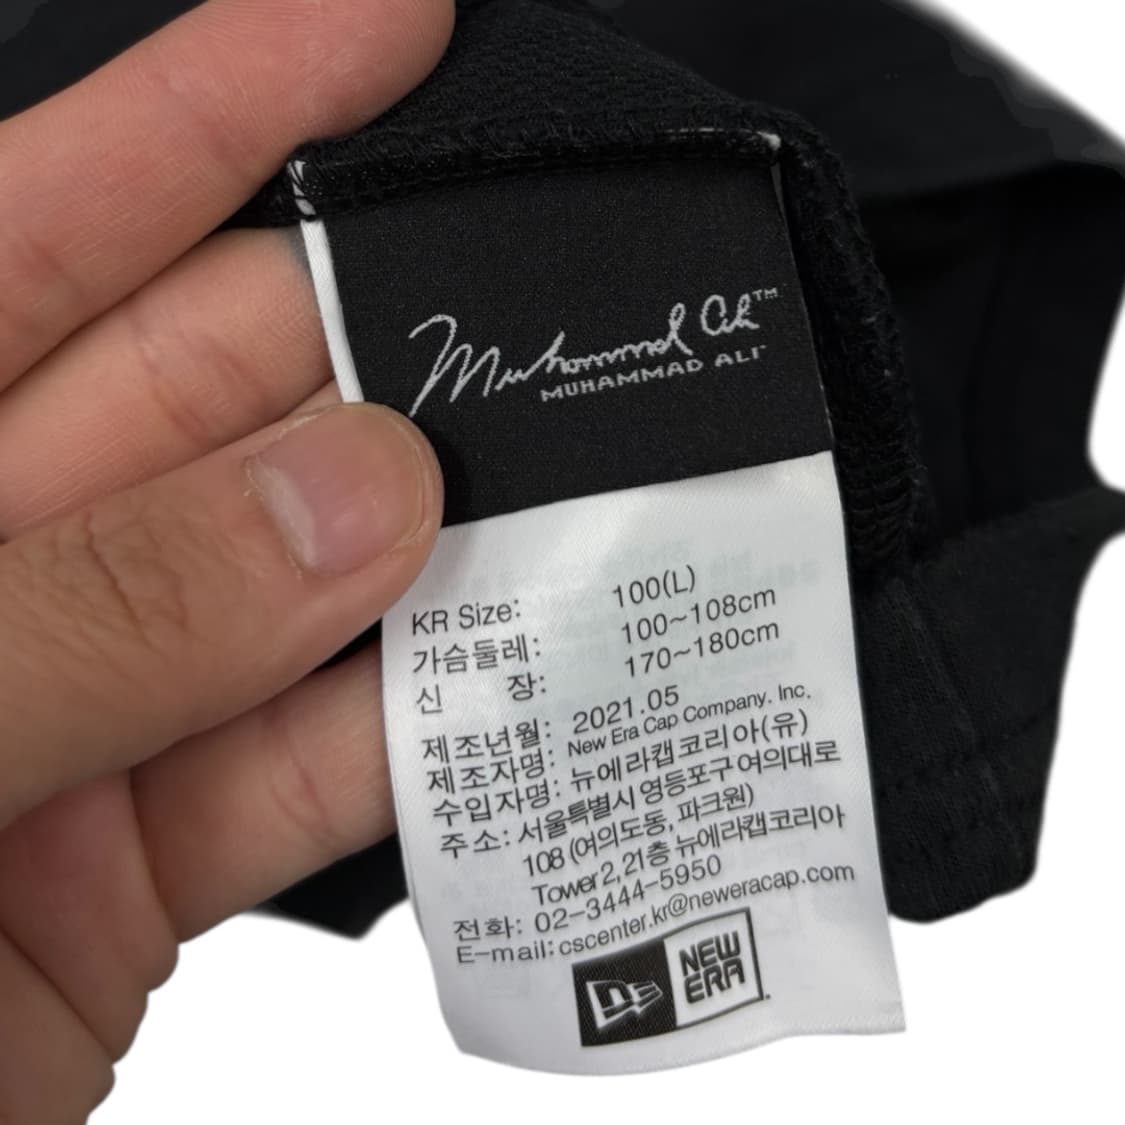 Muhammad Ali™
MUHAMMAD ALI
KR Size: 100(L)
가슴둘레: 100~108cm
신 장: 170~180cm
제조년월: 2021.05
제조자명: New Era Cap Company. Inc.
수입자명: 뉴에라캡코리아(유)
주 소: 서울특별시 영등포구 여의대로
108 (여의도동, 파크원)
Tower 2, 21층 뉴에라캡코리아
전화: 02-3444-5950
E-mail: cscenter.kr@neweracap.com
NE NEW
ERA